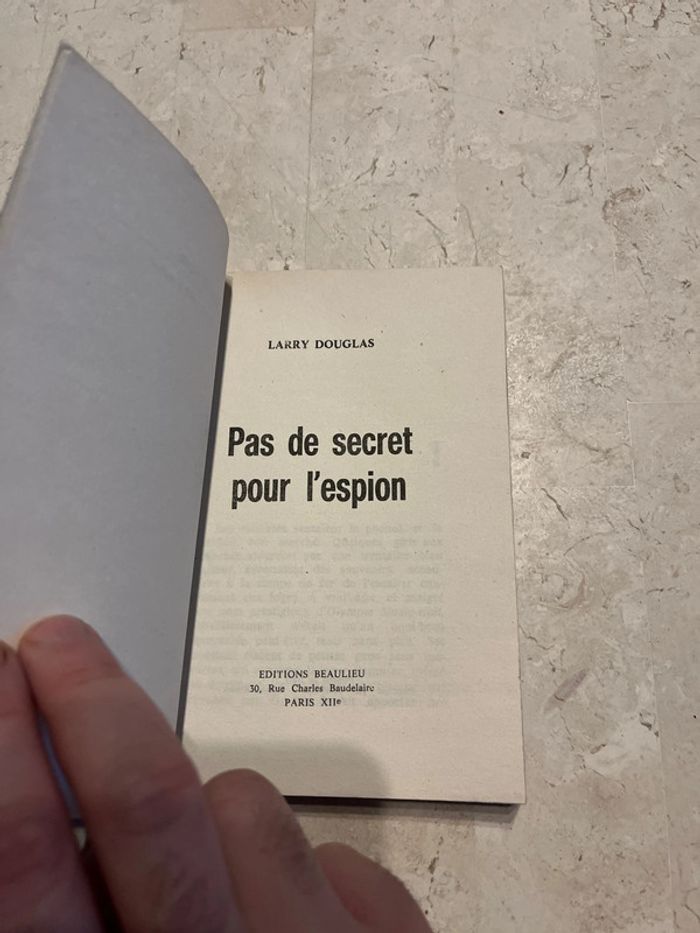 LARRY DOUGLAS
Pas de secret
pour l'espion
EDITIONS BEAULIEU
30, Rue Charles Baudelaire
PARIS XIIe